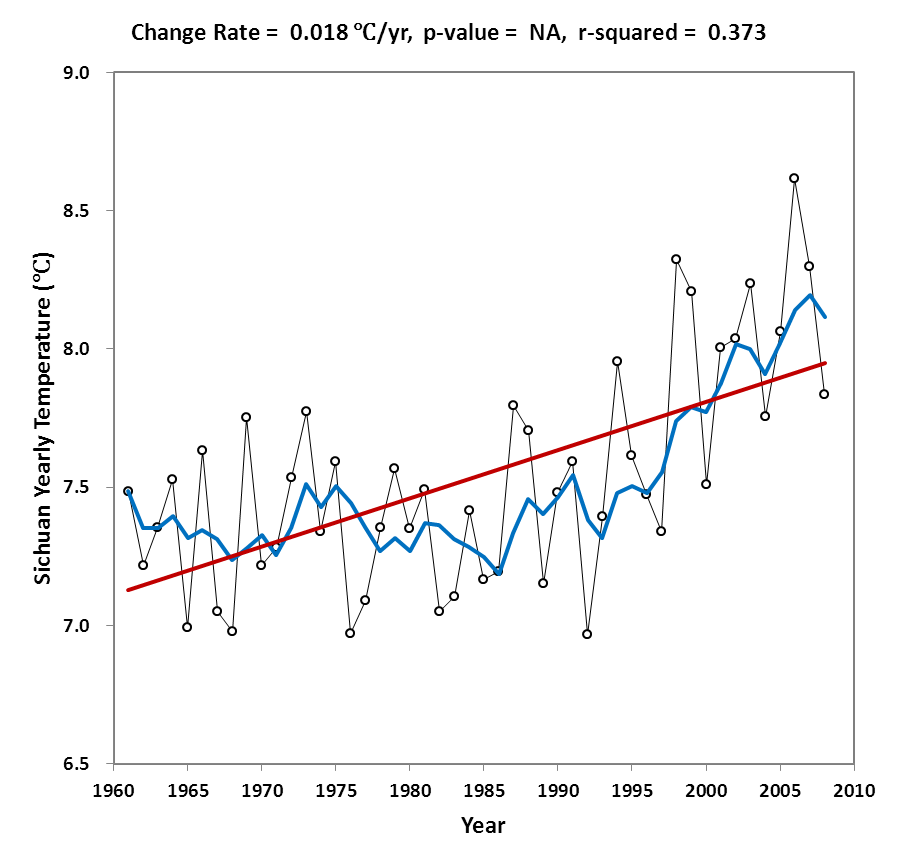 Change Rate = 0.018 ℃/yr, p-value = NA, r-squared = 0.373
9.0
8.5
8.0
7.5
7.0
6.5
Sichuan Yearly Temperature (℃)
1960 1965 1970 1975 1980 1985 1990 1995 2000 2005 2010
Year